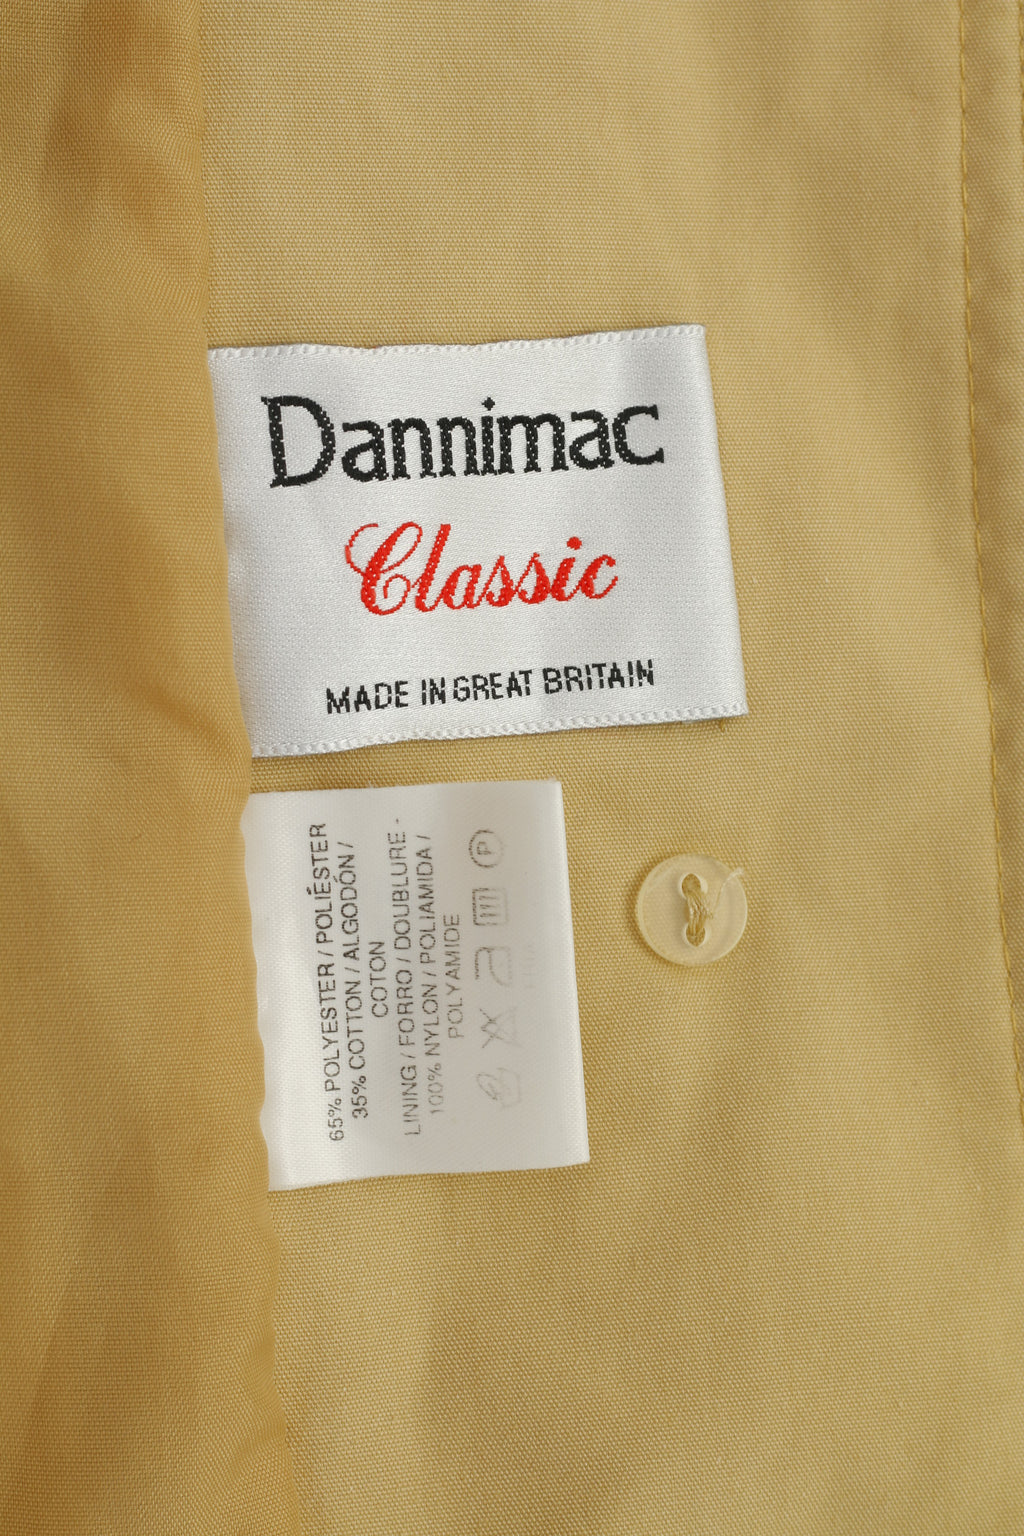 Dannimac
Classic
MADE IN GREAT BRITAIN
65% POLYESTER / POLIÉSTER
35% COTTON / ALGODÓN /
COTON
LINING / FORRO / DOUBLURE -
100% NYLON / POLIAMIDA /
POLYAMIDE
P